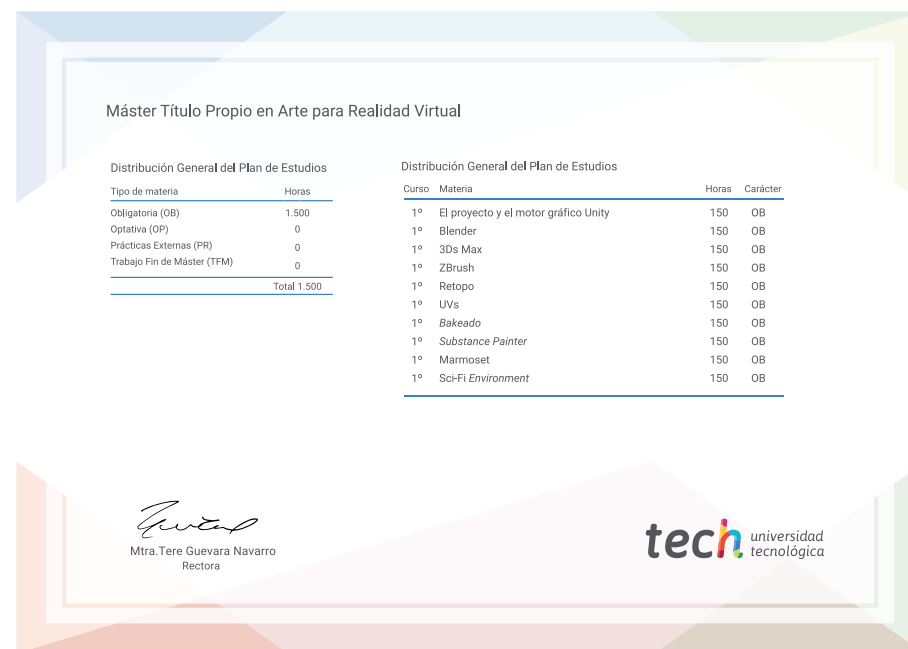 Máster Título Propio en Arte para Realidad Virtual
Distribución General del Plan de Estudios
Tipo de materia Horas
Obligatoria (OB) 1.500
Optativa (OP) 0
Prácticas Externas (PR) 0
Trabajo Fin de Máster (TFM) 0
Total 1.500
Distribución General del Plan de Estudios
Curso Materia Horas Carácter
1º El proyecto y el motor gráfico Unity 150 OB
1º Blender 150 OB
1º 3Ds Max 150 OB
1º ZBrush 150 OB
1º Retopo 150 OB
1º UVs 150 OB
1º Bakeado 150 OB
1º Substance Painter 150 OB
1º Marmoset 150 OB
1º Sci-Fi Environment 150 OB
Mtra.Tere Guevara Navarro
Rectora
tech universidad
tecnológica